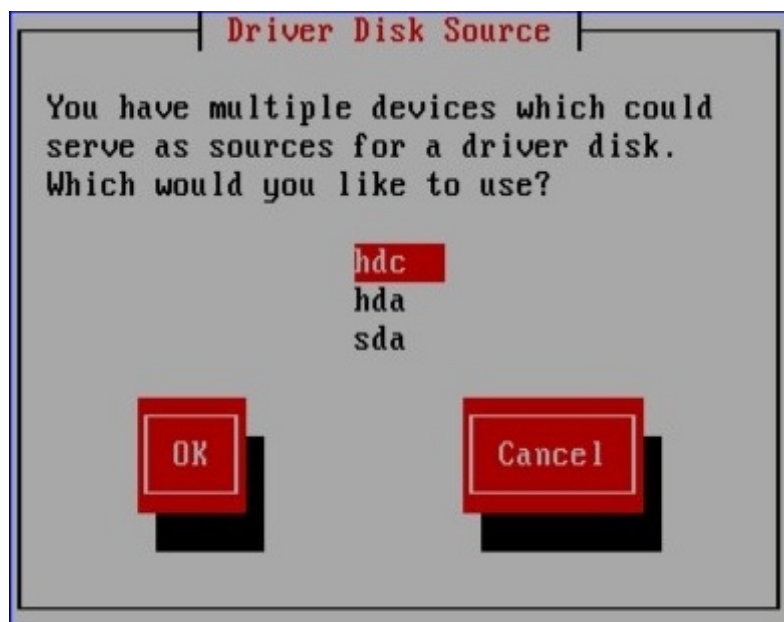 Driver Disk Source
You have multiple devices which could
serve as sources for a driver disk.
Which would you like to use?
hdc
hda
sda
OK
Cancel